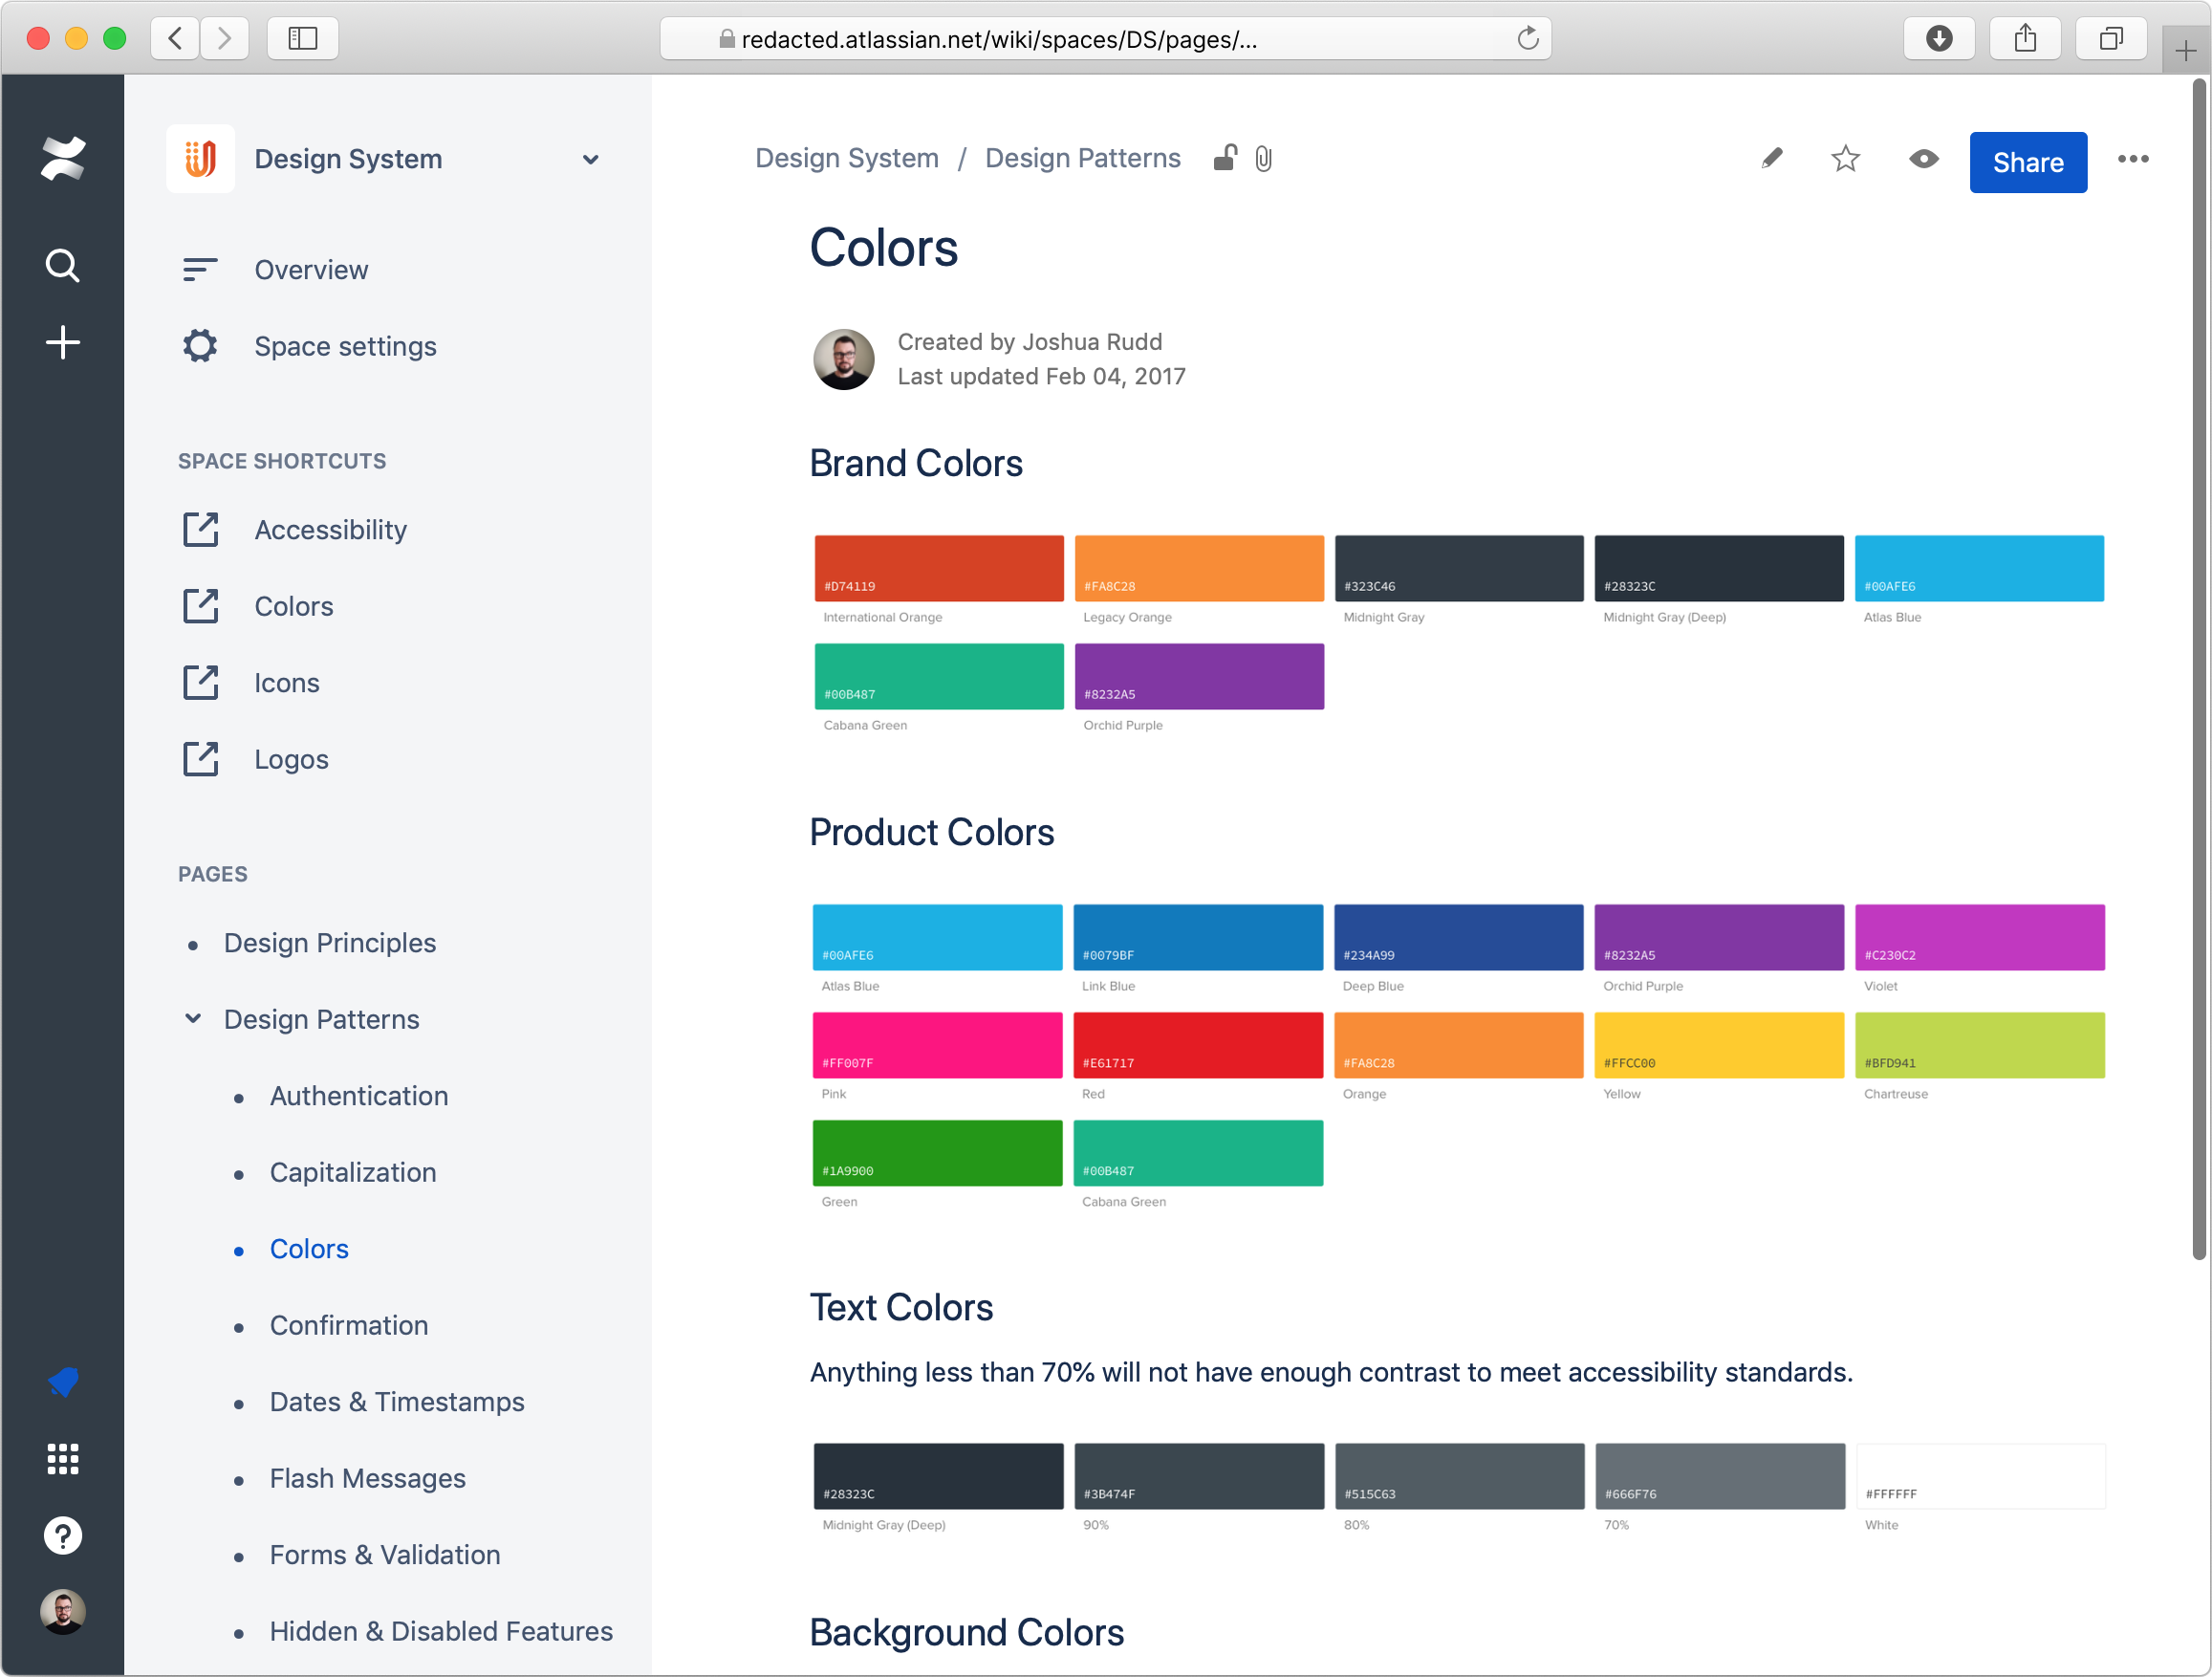 redacted.atlassian.net/wiki/spaces/DS/pages/...
Design System
Overview
Space settings
SPACE SHORTCUTS
Accessibility
Colors
Icons
Logos
PAGES
Design Principles
Design Patterns
Authentication
Capitalization
Colors
Confirmation
Dates & Timestamps
Flash Messages
Forms & Validation
Hidden & Disabled Features
Design System / Design Patterns
Share
Colors
Created by Joshua Rudd
Last updated Feb 04, 2017
Brand Colors
#D74119 #FA8C28 #323C46 #28323C #00AFE6
International Orange Legacy Orange Midnight Gray Midnight Gray (Deep) Atlas Blue
#00B487 #8232A5
Cabana Green Orchid Purple
Product Colors
#00AFE6 #0079BF #234A99 #8232A5 #C230C2
Atlas Blue Link Blue Deep Blue Orchid Purple Violet
#FF007F #E61717 #FA8C28 #FFCC00 #BFD941
Pink Red Orange Yellow Chartreuse
#1A9900 #00B487
Green Cabana Green
Text Colors
Anything less than 70% will not have enough contrast to meet accessibility standards.
#28323C #3B474F #515C63 #666F76 #FFFFFF
Midnight Gray (Deep) 90% 80% 70% White
Background Colors